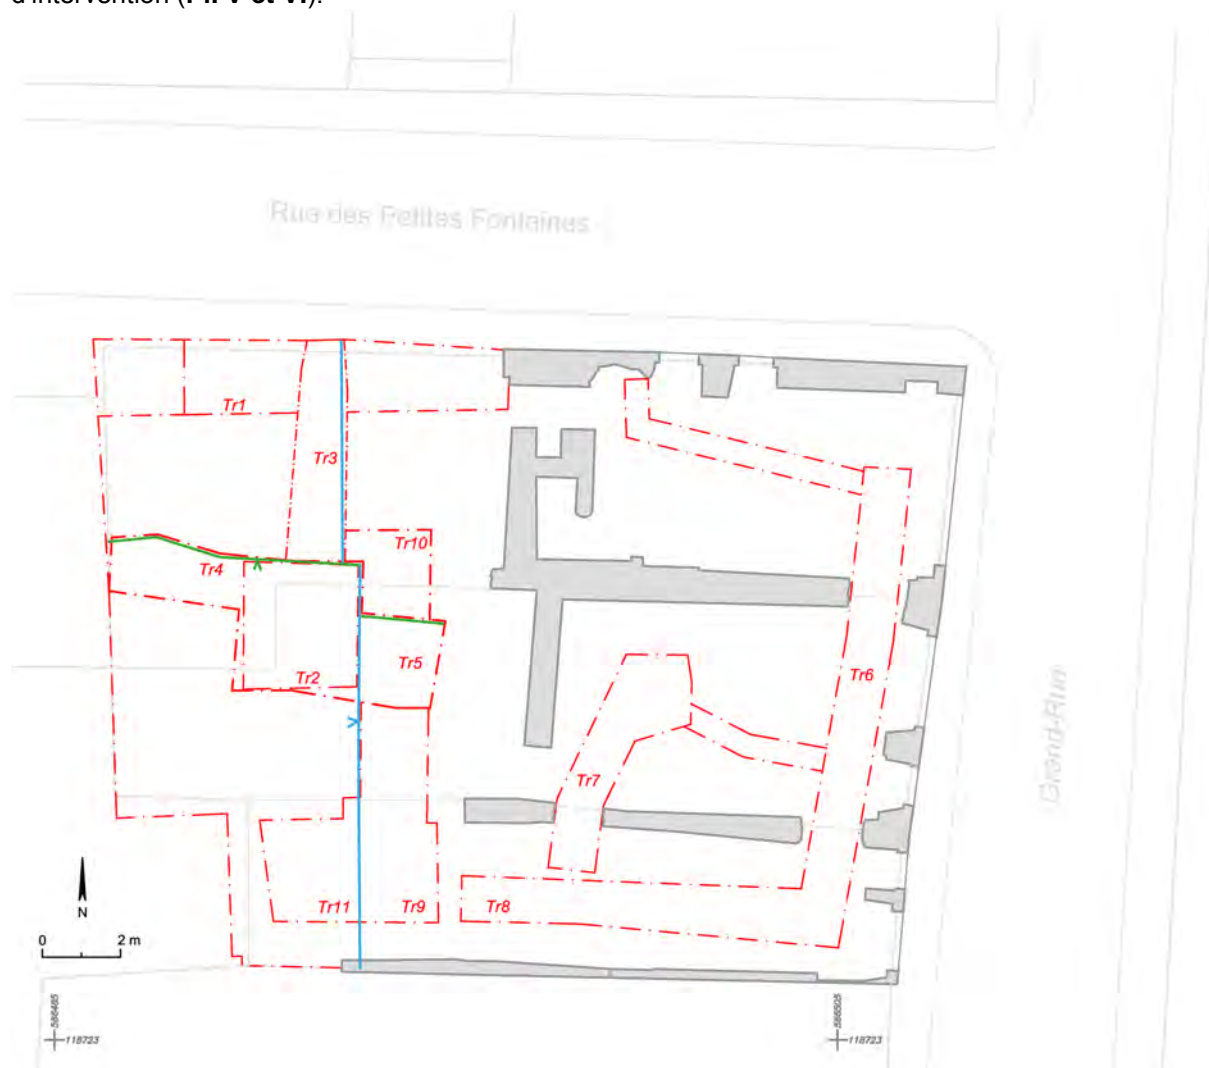 d'intervention (Pl. V et VI).
Rue des Petites Fontaines
Tr1
Tr3
Tr10
Tr4
Tr5
Tr2
Tr6
Grand-Rue
Tr7
Tr11
Tr9
Tr8
N
0 2 m
586485
118723
586505
118723